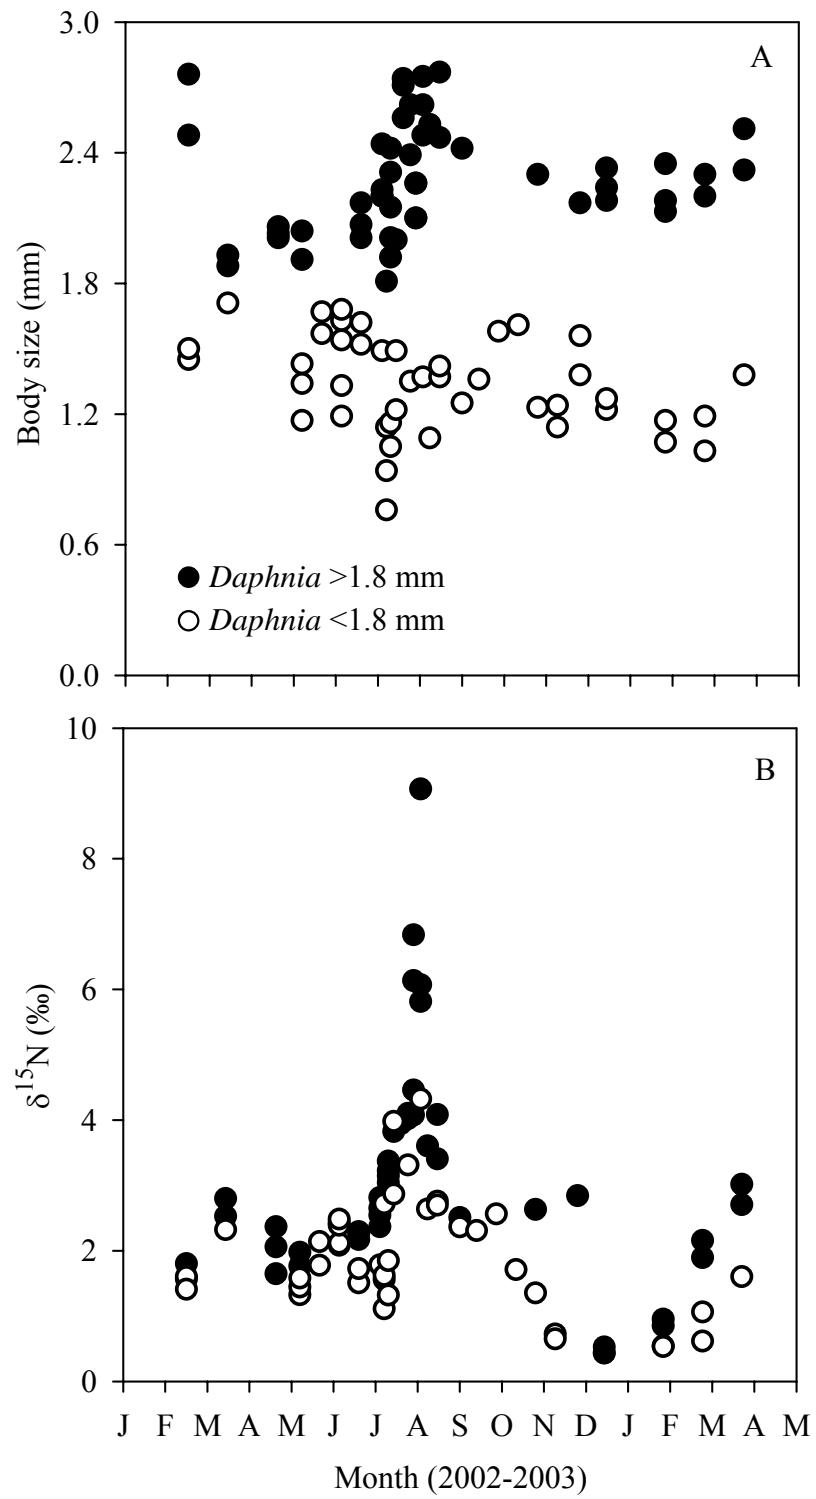 3.0
A
2.4
1.8
Body size (mm)
1.2
0.6
Daphnia >1.8 mm
Daphnia <1.8 mm
0.0
10
B
8
6
δ15N (‰)
4
2
0
J F M A M J J A S O N D J F M A M
Month (2002-2003)